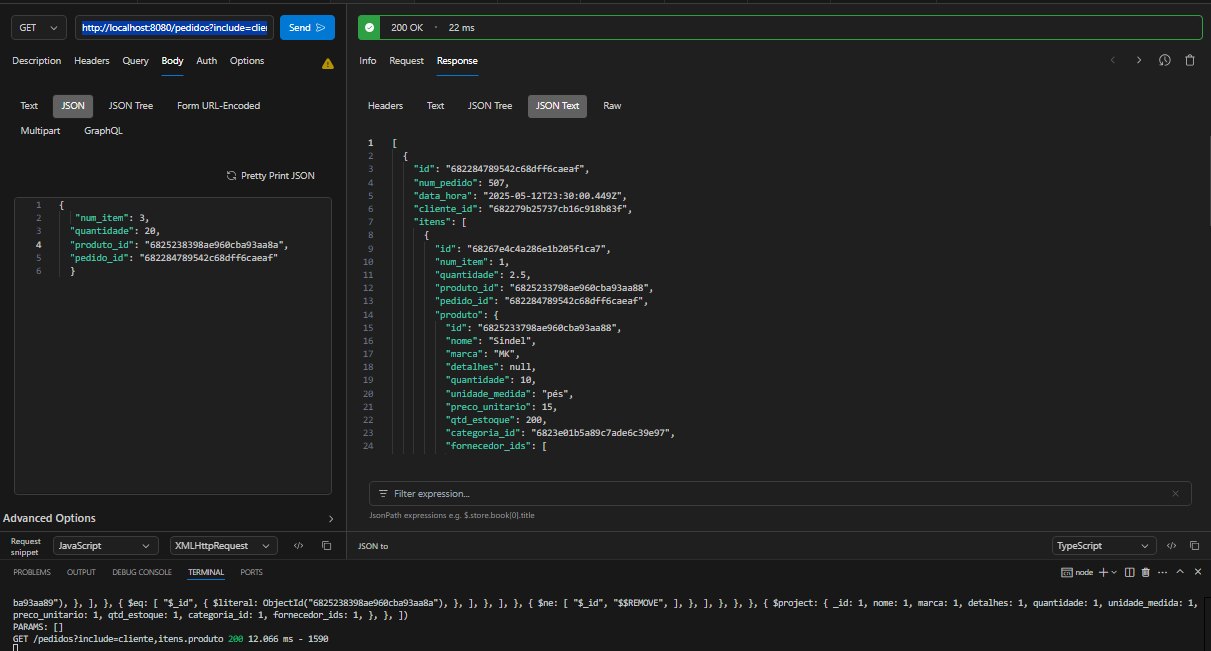 GET
http://localhost:8080/pedidos?include=clie
Send
Description Headers Query Body Auth Options
Text JSON JSON Tree Form URL-Encoded
Multipart GraphQL
Pretty Print JSON
1 {
2 "num_item": 3,
3 "quantidade": 20,
4 "produto_id": "6825238398ae960cba93aa8a",
5 "pedido_id": "682284789542c68dff6caeaf"
6 }
Advanced Options
Request snippet
JavaScript
XMLHttpRequest
200 OK · 22 ms
Info Request Response
Headers Text JSON Tree JSON Text Raw
1 [
2 {
3 "id": "682284789542c68dff6caeaf",
4 "num_pedido": 507,
5 "data_hora": "2025-05-12T23:30:00.449Z",
6 "cliente_id": "682279b25737cb16c918b83f",
7 "itens": [
8 {
9 "id": "68267e4c4a286e1b205f1ca7",
10 "num_item": 1,
11 "quantidade": 2.5,
12 "produto_id": "6825233798ae960cba93aa88",
13 "pedido_id": "682284789542c68dff6caeaf",
14 "produto": {
15 "id": "6825233798ae960cba93aa88",
16 "nome": "Sindel",
17 "marca": "MK",
18 "detalhes": null,
19 "quantidade": 10,
20 "unidade_medida": "pés",
21 "preco_unitario": 15,
22 "qtd_estoque": 200,
23 "categoria_id": "6823e01b5a89c7ade6c39e97",
24 "fornecedor_ids": [
Filter expression...
JsonPath expressions e.g. $.store.book[0].title
JSON to
TypeScript
PROBLEMS OUTPUT DEBUG CONSOLE TERMINAL PORTS
node
ba93aa89"), }, ], }, { $eq: [ "$_id", { $literal: ObjectId("6825238398ae960cba93aa8a"), }, ], }, ], }, { $ne: [ "$_id", "$$REMOVE", ], }, ], }, }, }, { $project: { _id: 1, nome: 1, marca: 1, detalhes: 1, quantidade: 1, unidade_medida: 1,
preco_unitario: 1, qtd_estoque: 1, categoria_id: 1, fornecedor_ids: 1, }, }, ])
PARAMS: []
GET /pedidos?include=cliente,itens.produto 200 12.066 ms - 1590